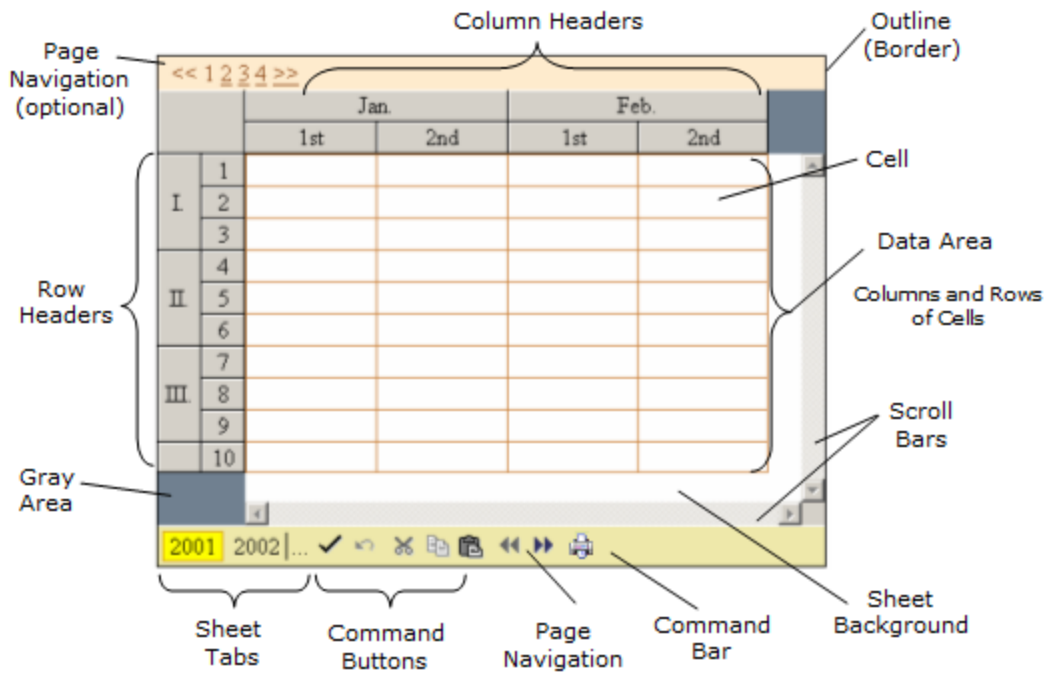 Column Headers
Outline
(Border)
Page
Navigation
(optional)
<< 1 2 3 4 >>
Jan. Feb.
1st 2nd 1st 2nd
Cell
Data Area
Columns and Rows
of Cells
Row
Headers
I. 1
2
3
II. 4
5
6
III. 7
8
9
10
Scroll
Bars
Gray
Area
2001 2002 ...
Sheet
Tabs
Command
Buttons
Page
Navigation
Command
Bar
Sheet
Background